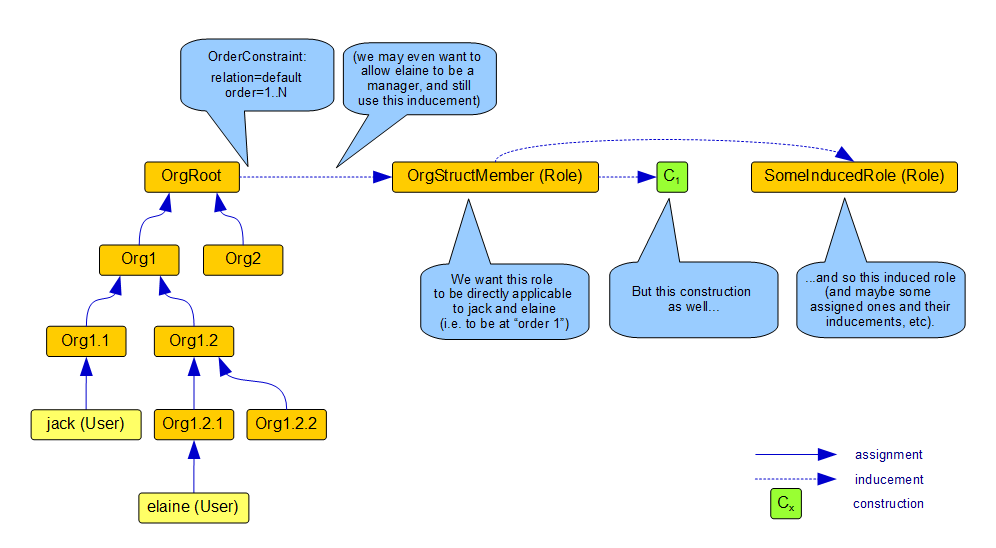 OrderConstraint:
relation=default
order=1..N
(we may even want to
allow elaine to be a
manager, and still
use this inducement)
OrgRoot
OrgStructMember (Role)
C1
SomeInducedRole (Role)
Org1
Org2
We want this role
to be directly applicable
to jack and elaine
(i.e. to be at “order 1”)
But this construction
as well...
...and so this induced role
(and maybe some
assigned ones and their
inducements, etc).
Org1.1
Org1.2
jack (User)
Org1.2.1
Org1.2.2
elaine (User)
assignment
inducement
Cx
construction